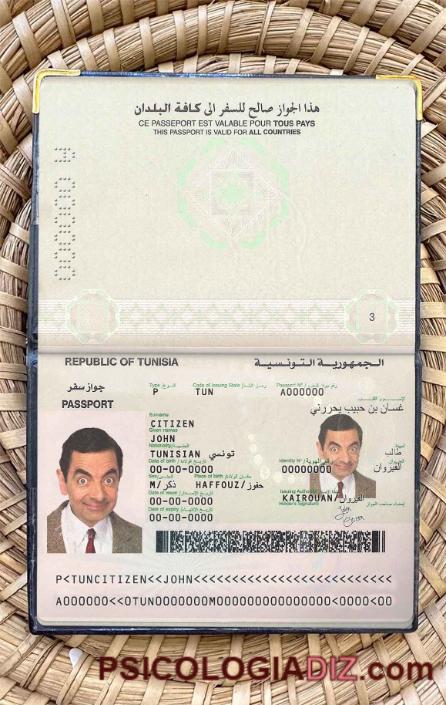 هذا الجواز صالح للسفر الى كافة البلدان
CE PASSEPORT EST VALABLE POUR TOUS PAYS
THIS PASSPORT IS VALID FOR ALL COUNTRIES
3
REPUBLIC OF TUNISIA الجمهورية التونسية
جواز سفر
PASSPORT
Type النوع Code of issuing State رمز Passport N°
P TUN A000000
Surname
CITIZEN
غسان بن حبيب يحرزني
Given names
JOHN
Nationality
TUNISIAN تونسي
طالب
Date of birth
القيروان
00-00-0000
Identity N°
00000000
Sex Place of birth
M/ذكر HAFFOUZ/حفوز
Date of issue
00-00-0000
Issuing Authority
KAIROUAN/القيروان
Date of expiry
00-00-0000
P<TUNCITIZEN<<JOHN<<<<<<<<<<<<<<<<<<<<<<<<<<
A000000<<0TUN0000000M000000000000000<0000<00
PSICOLOGIADIZ.com